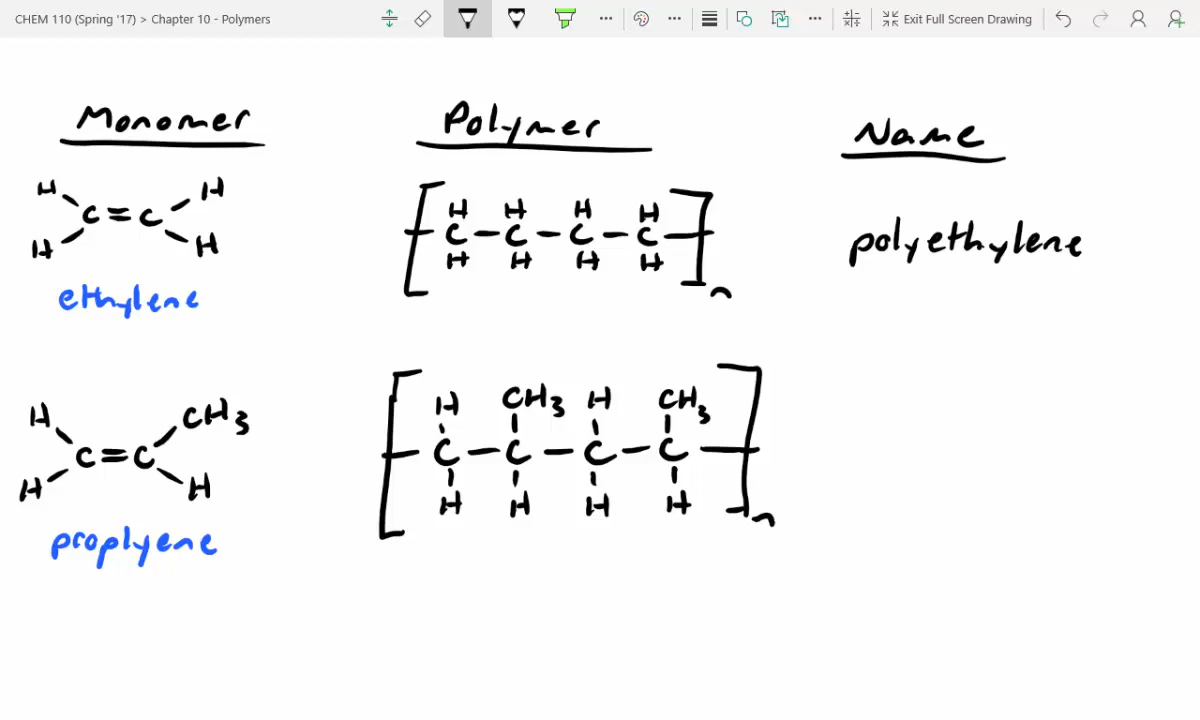 CHEM 110 (Spring '17) > Chapter 10 - Polymers
Exit Full Screen Drawing
Monomer Polymer Name
H H
C=C
H H
ethylene
H H H H
C-C-C-C
H H H H
n
polyethylene
H CH3
C=C
H H
proplyene
H CH3 H CH3
C-C-C-C
H H H H
n